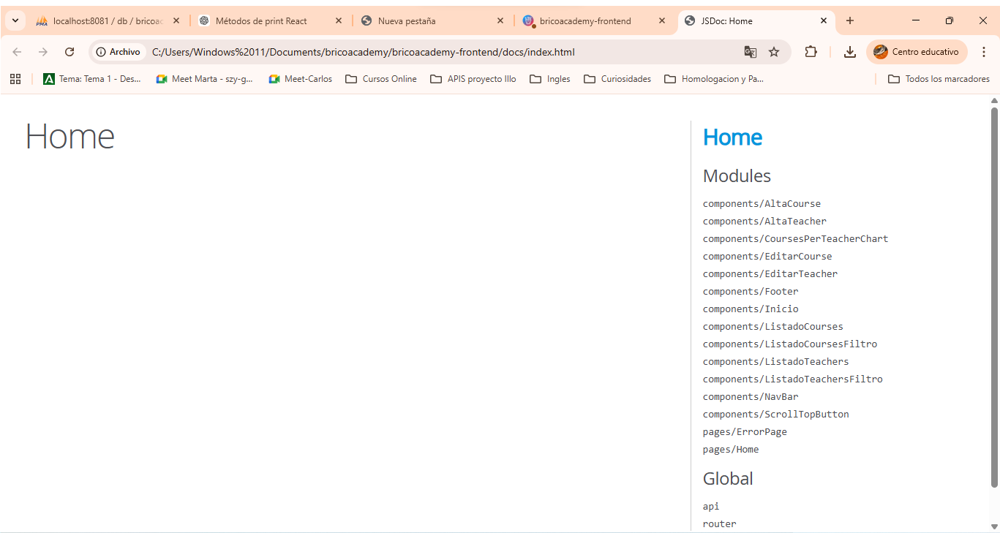 localhost:8081 / db / bricoac
Métodos de print React
Nueva pestaña
bricoacademy-frontend
JSDoc: Home
Archivo
C:/Users/Windows%2011/Documents/bricoacademy/bricoacademy-frontend/docs/index.html
Centro educativo
Tema: Tema 1 - Des...
Meet Marta - szy-g...
Meet-Carlos
Cursos Online
APIS proyecto Illo
Ingles
Curiosidades
Homologacion y Pa...
Todos los marcadores
Home
Home
Modules
components/AltaCourse
components/AltaTeacher
components/CoursesPerTeacherChart
components/EditarCourse
components/EditarTeacher
components/Footer
components/Inicio
components/ListadoCourses
components/ListadoCoursesFiltro
components/ListadoTeachers
components/ListadoTeachersFiltro
components/NavBar
components/ScrollTopButton
pages/ErrorPage
pages/Home
Global
api
router